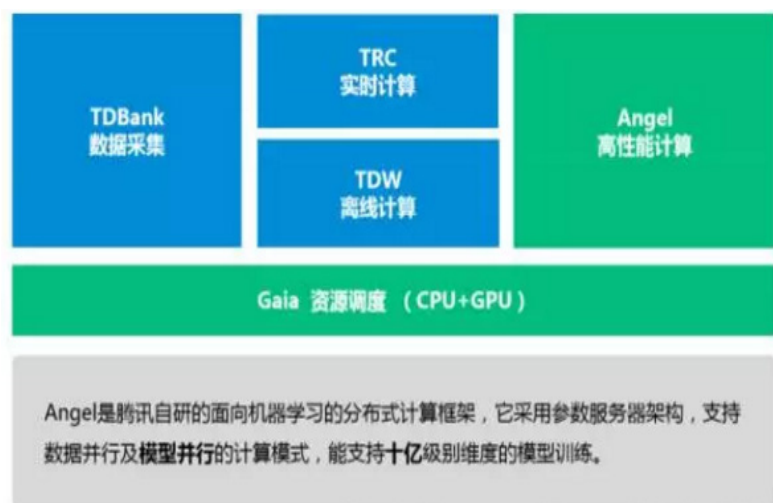 TDBank
数据采集
TRC
实时计算
TDW
离线计算
Angel
高性能计算
Gaia 资源调度 （CPU+GPU）
Angel是腾讯自研的面向机器学习的分布式计算框架，它采用参数服务器架构，支持
数据并行及模型并行的计算模式，能支持十亿级别维度的模型训练。